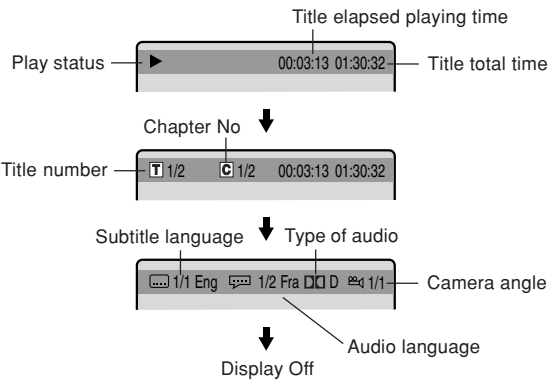 Title elapsed playing time
Play status
00:03:13 01:30:32
Title total time
Chapter No
Title number
T 1/2 C 1/2 00:03:13 01:30:32
Subtitle language
Type of audio
1/1 Eng 1/2 Fra D 1/1
Camera angle
Audio language
Display Off